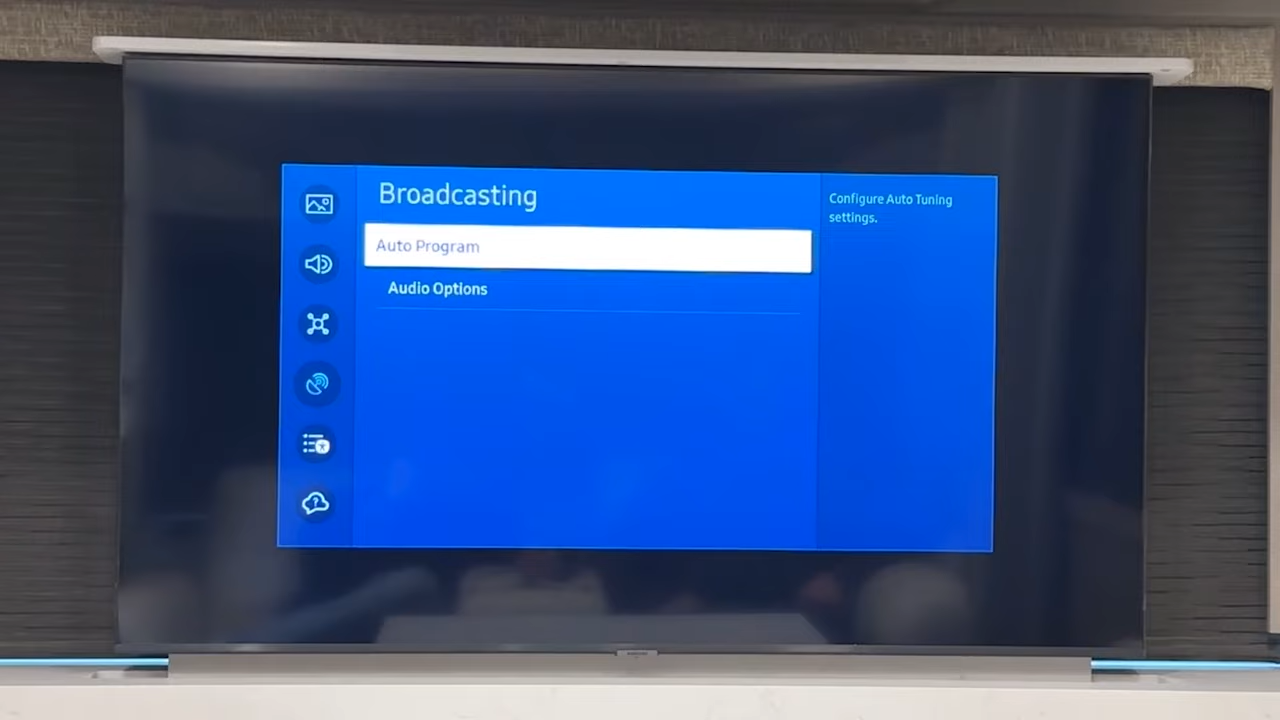 Broadcasting
Auto Program
Audio Options
Configure Auto Tuning
settings.